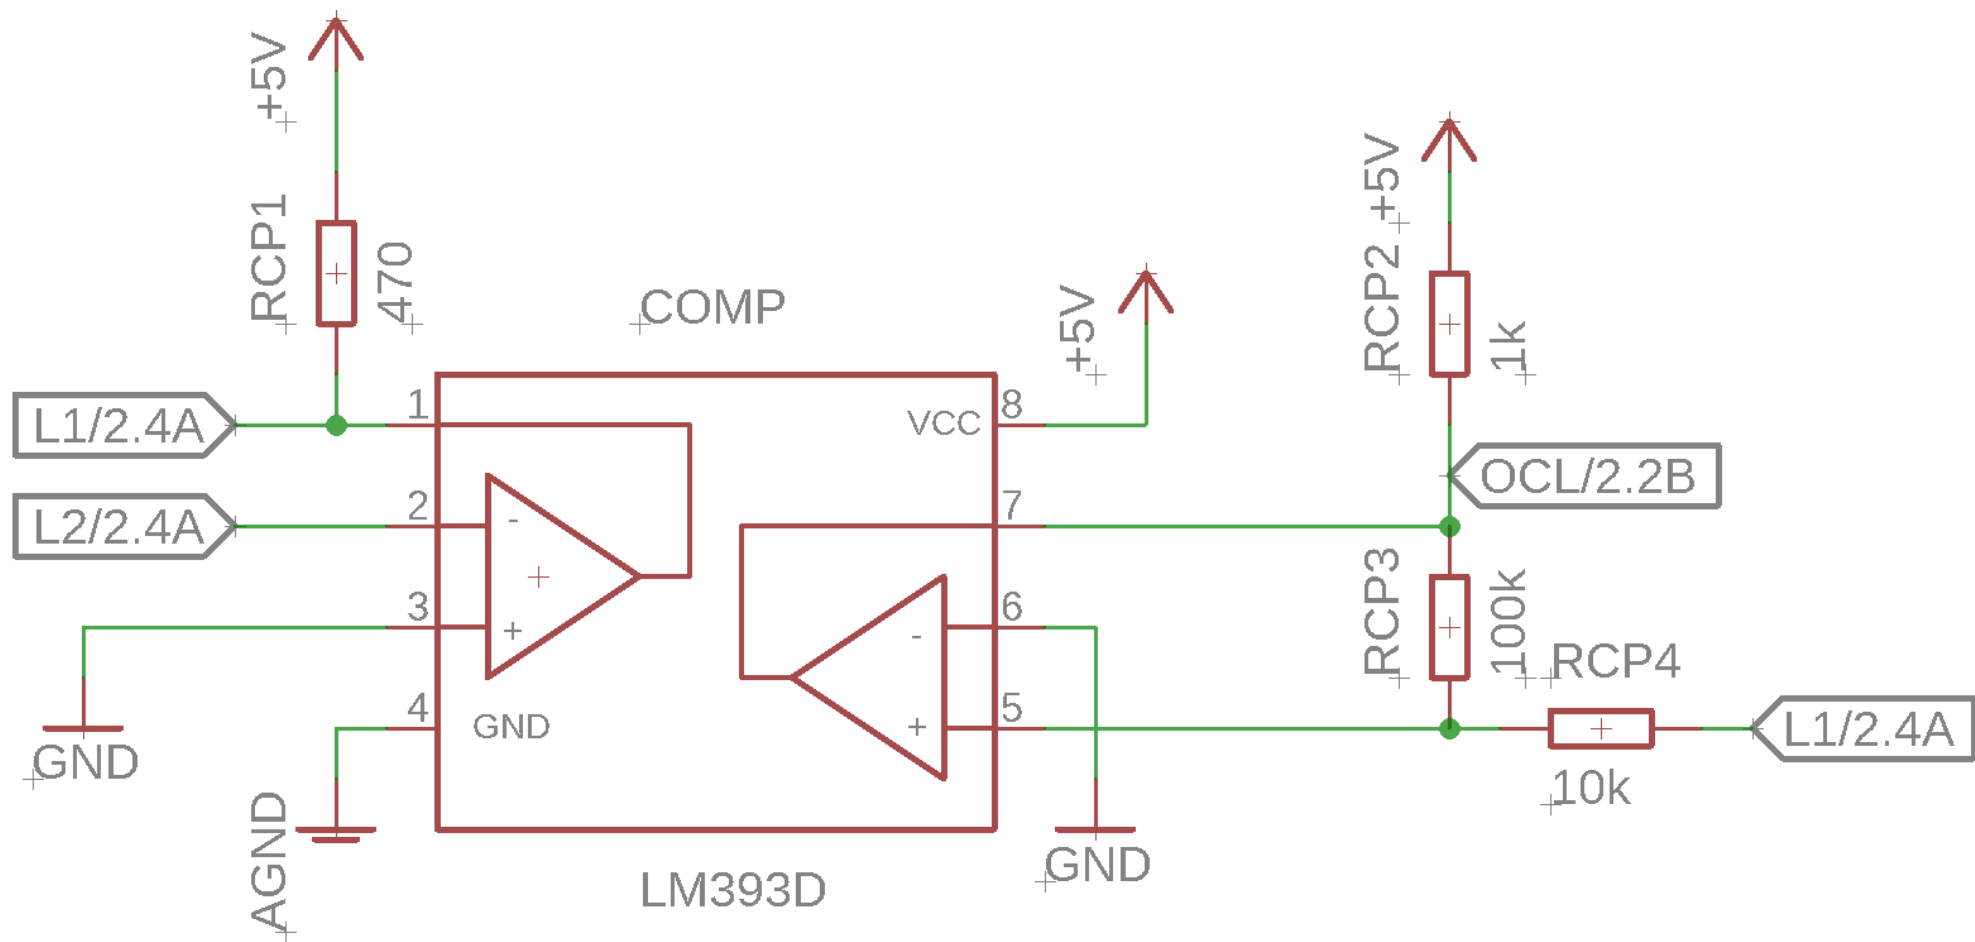 +5V
RCP1
470
+5V
RCP2
1k
COMP
+5V
L1/2.4A
1
VCC
8
OCL/2.2B
L2/2.4A
2
-
7
3
+
6
-
RCP3
100k
RCP4
4
GND
5
+
L1/2.4A
GND
10k
AGND
GND
LM393D